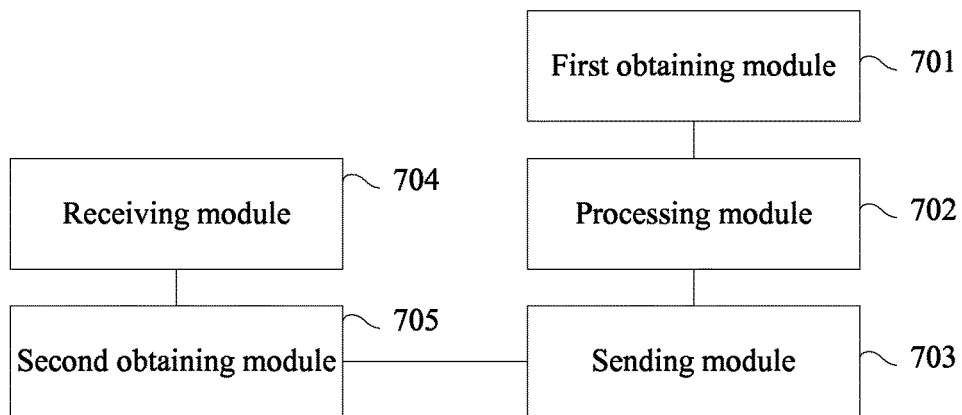 First obtaining module
701
Receiving module
704
Processing module
702
Second obtaining module
705
Sending module
703